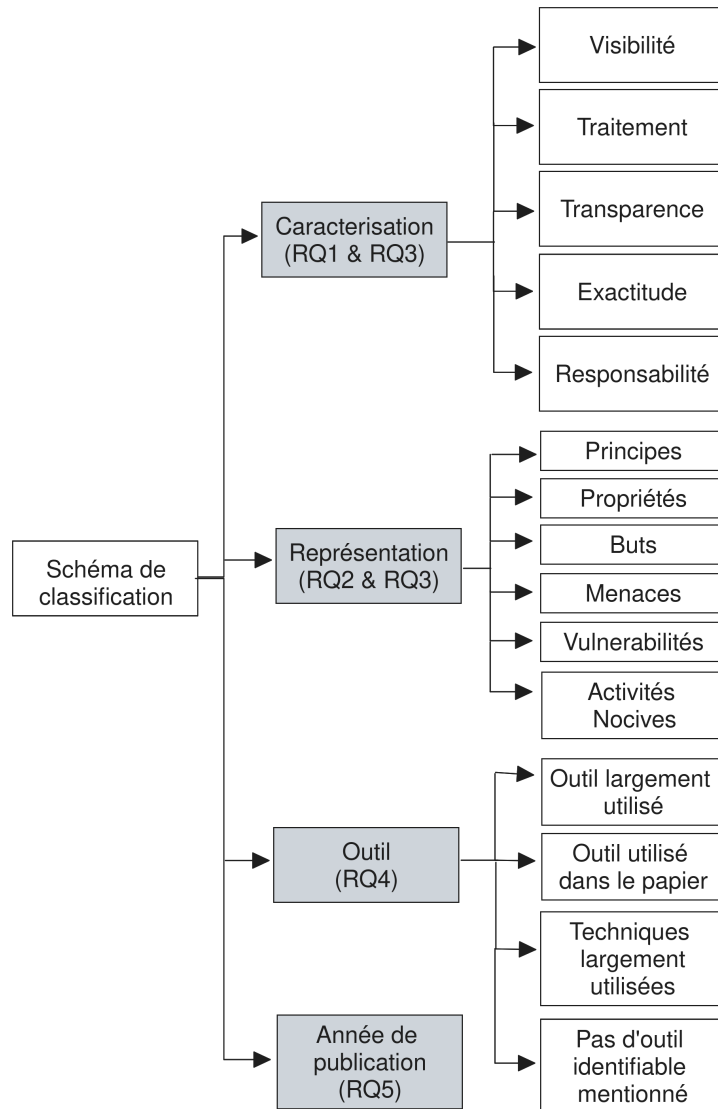 Visibilité
Traitement
Transparence
Exactitude
Responsabilité
Caracterisation
(RQ1 & RQ3)
Principes
Propriétés
Buts
Menaces
Vulnerabilités
Activités
Nocives
Représentation
(RQ2 & RQ3)
Schéma de
classification
Outil largement
utilisé
Outil utilisé
dans le papier
Techniques
largement
utilisées
Pas d'outil
identifiable
mentionné
Outil
(RQ4)
Année de
publication
(RQ5)